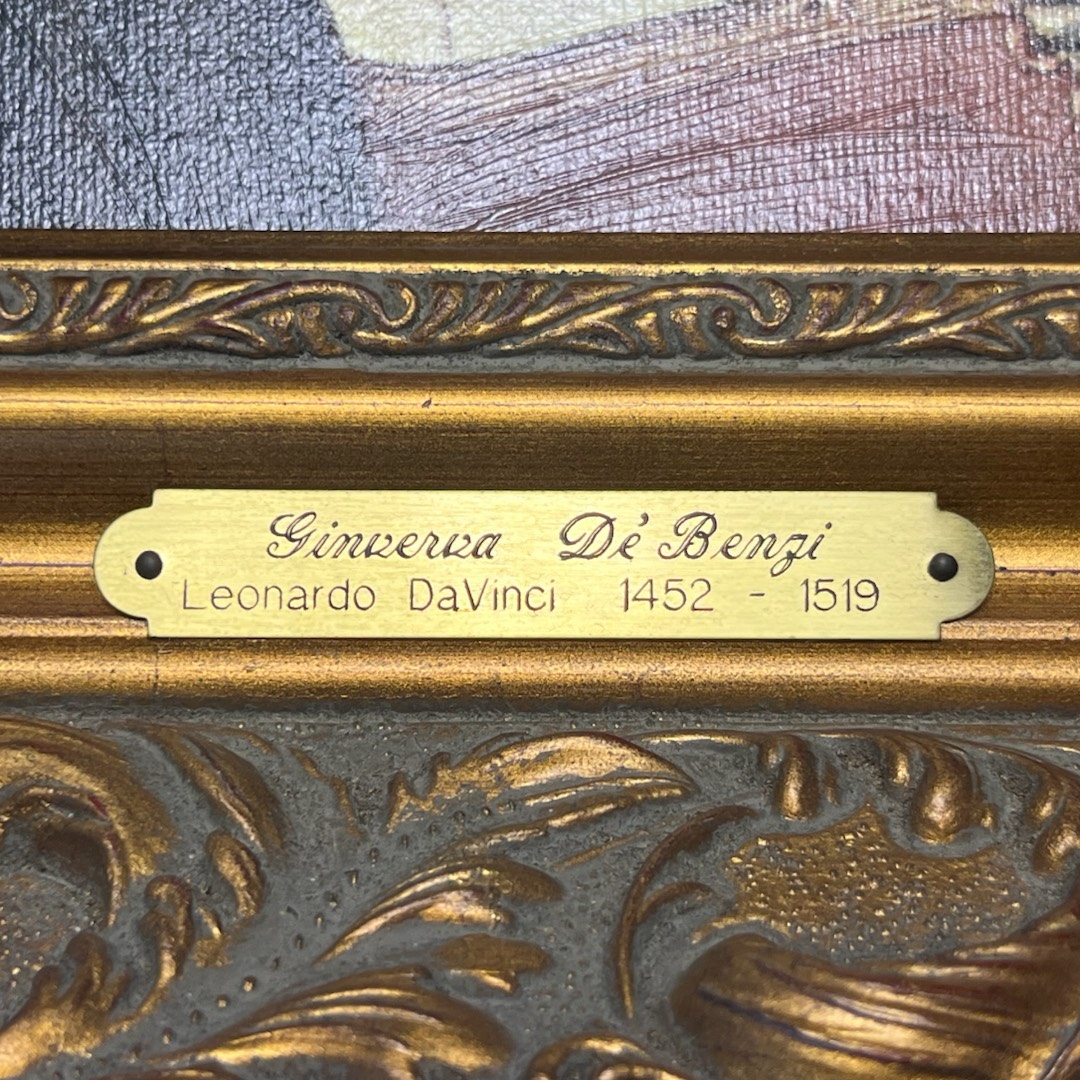 Ginverva Dé Benzi
Leonardo DaVinci 1452 - 1519